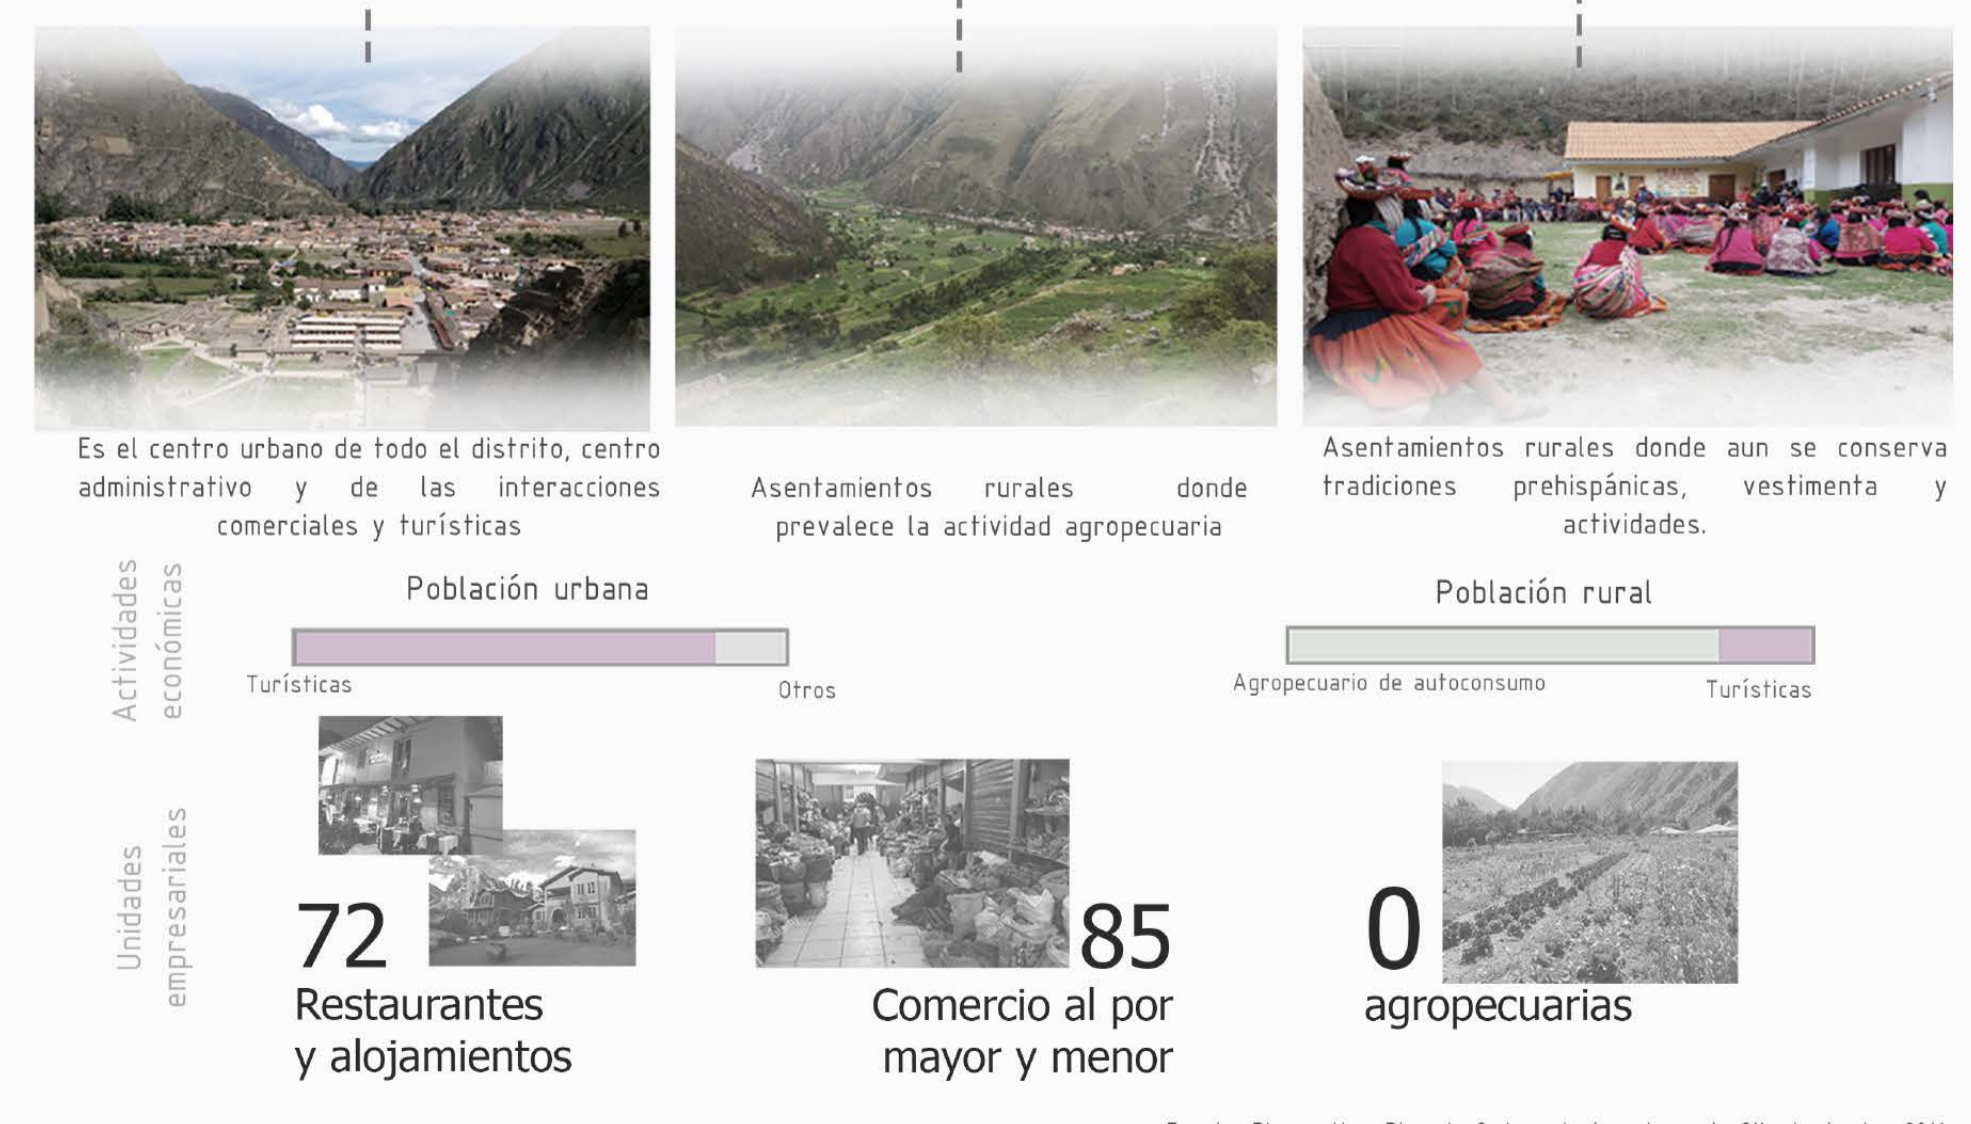 Es el centro urbano de todo el distrito, centro
administrativo y de las interacciones
comerciales y turísticas
Asentamientos rurales donde
prevalece la actividad agropecuaria
Asentamientos rurales donde aun se conserva
tradiciones prehispánicas, vestimenta y
actividades.
Actividades
económicas
Población urbana
Turísticas
Otros
Población rural
Agropecuario de autoconsumo
Turísticas
Unidades
empresariales
72
Restaurantes
y alojamientos
85
Comercio al por
mayor y menor
0
agropecuarias